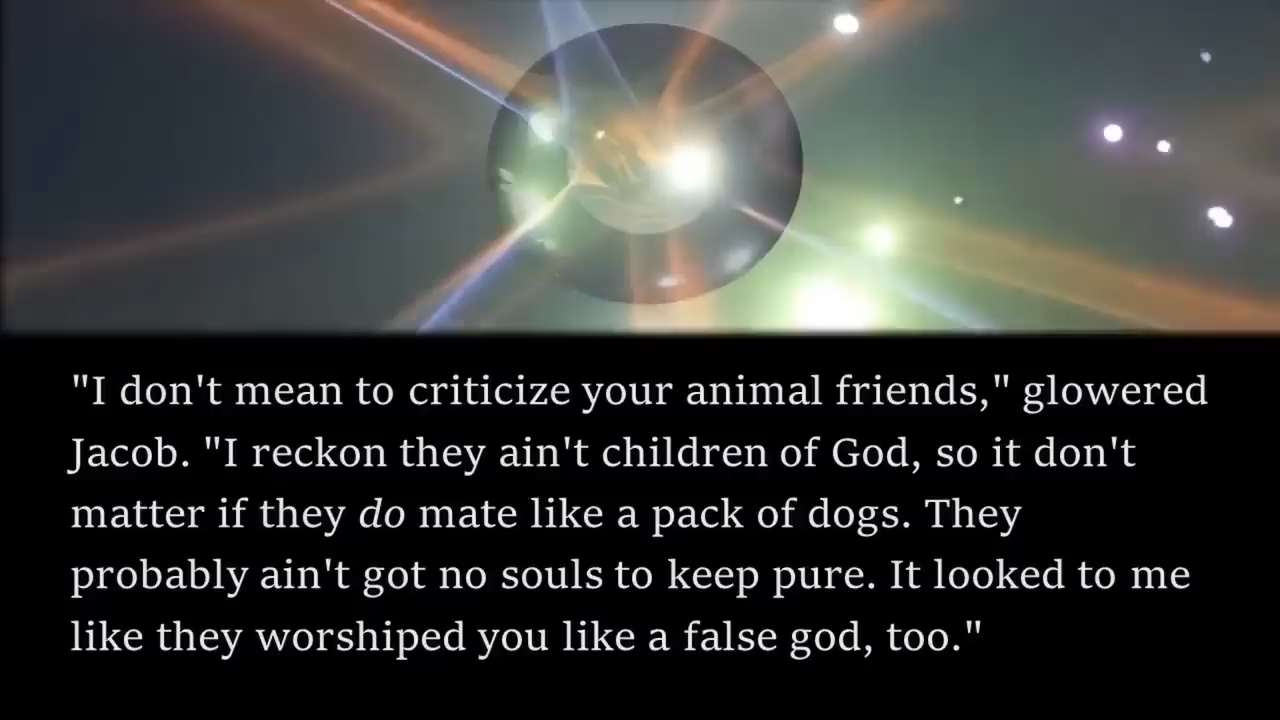 "I don't mean to criticize your animal friends," glowered
Jacob. "I reckon they ain't children of God, so it don't
matter if they do mate like a pack of dogs. They
probably ain't got no souls to keep pure. It looked to me
like they worshiped you like a false god, too."